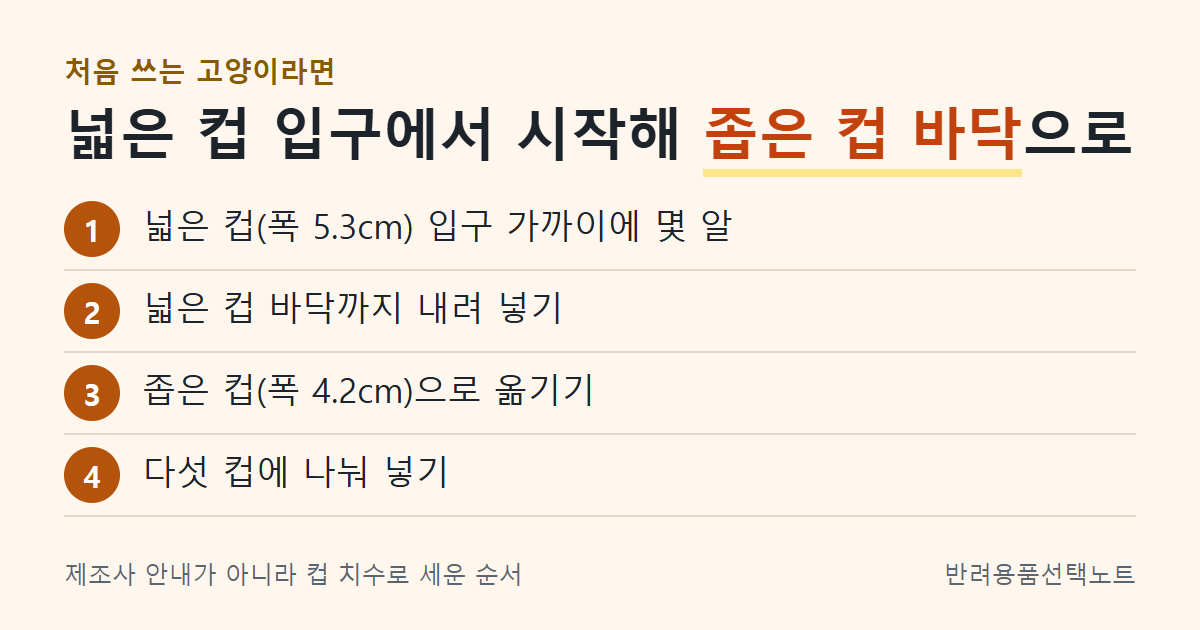 처음 쓰는 고양이라면
넓은 컵 입구에서 시작해 좁은 컵 바닥으로
1 넓은 컵(폭 5.3cm) 입구 가까이에 몇 알
2 넓은 컵 바닥까지 내려 넣기
3 좁은 컵(폭 4.2cm)으로 옮기기
4 다섯 컵에 나눠 넣기
제조사 안내가 아니라 컵 치수로 세운 순서
반려용품선택노트